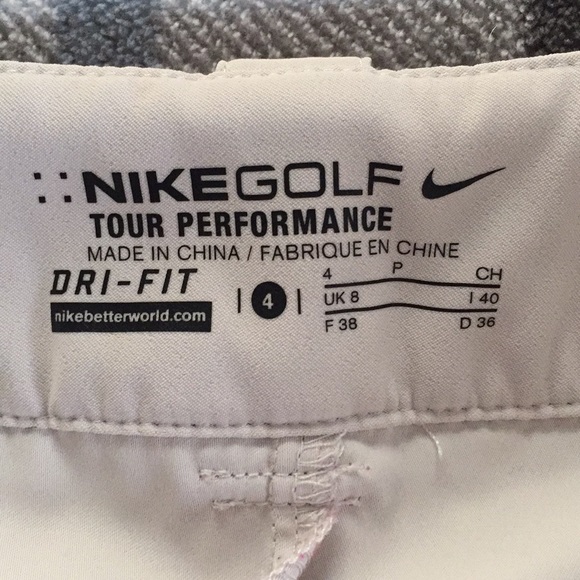 NIKEGOLF
TOUR PERFORMANCE
MADE IN CHINA / FABRIQUE EN CHINE
DRI-FIT
nikebetterworld.com
4
4 P CH
UK 8 I 40
F 38 D 36